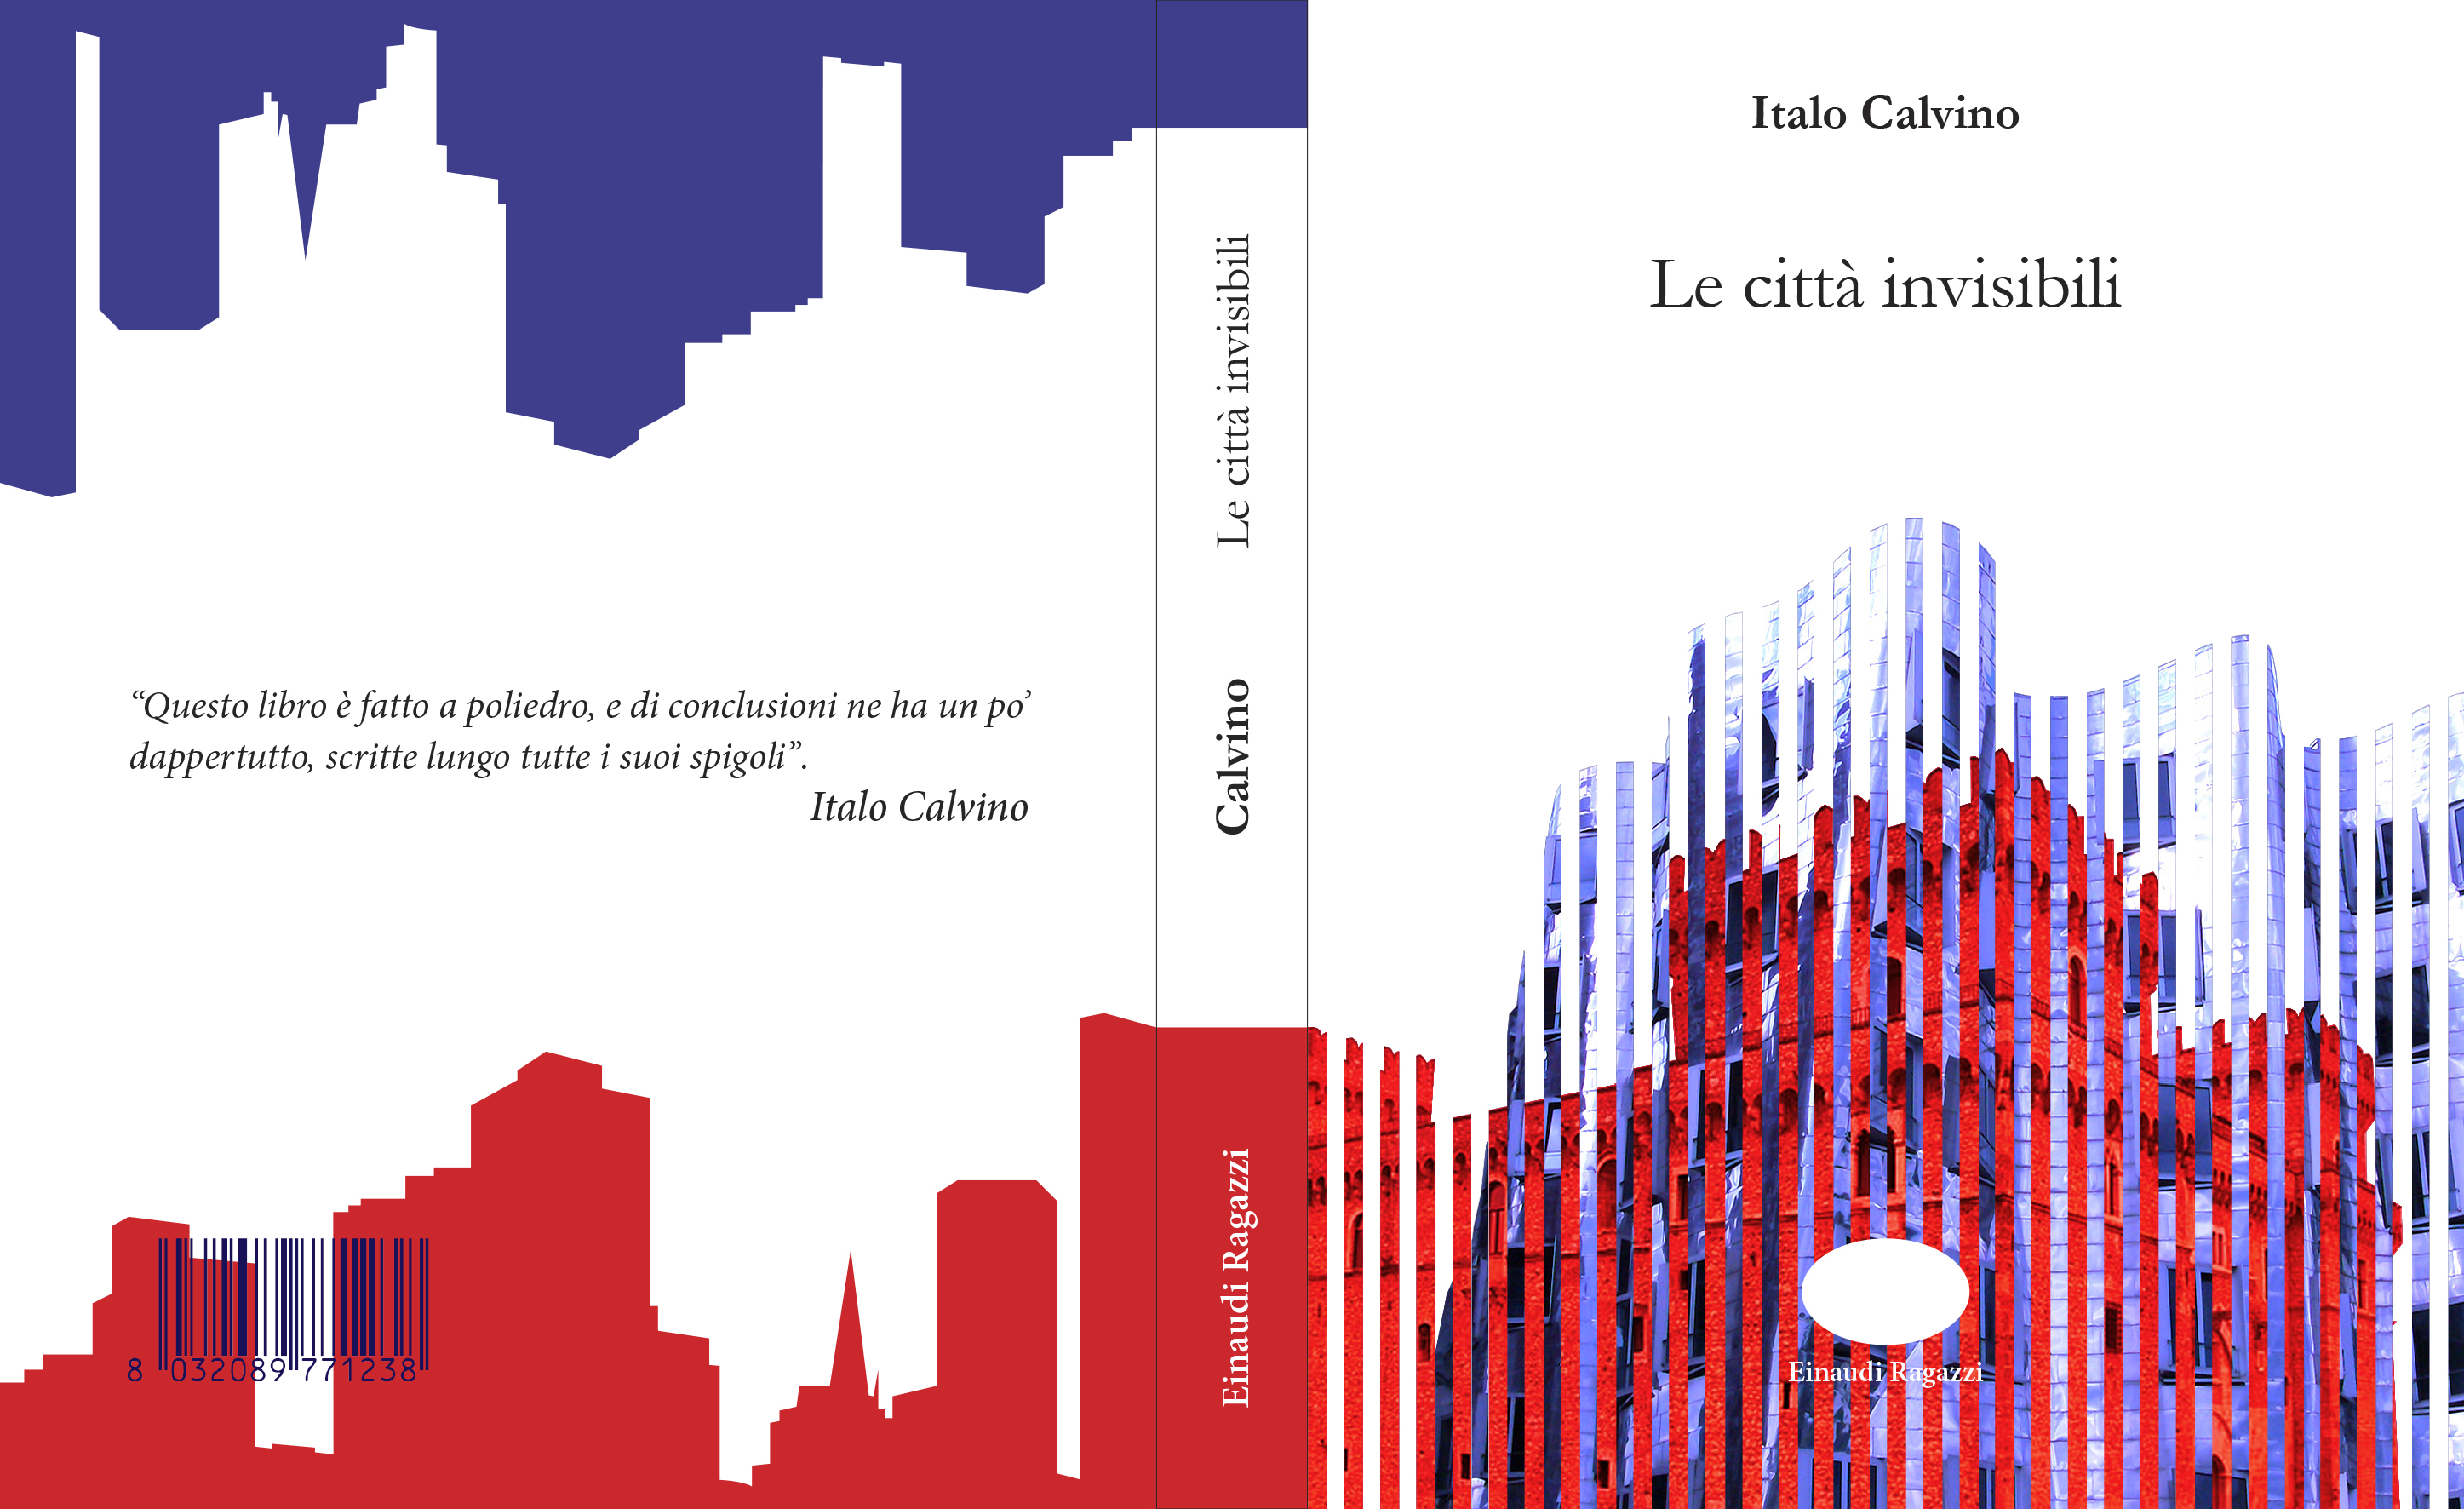 “Questo libro è fatto a poliedro, e di conclusioni ne ha un po’
dappertutto, scritte lungo tutte i suoi spigoli”.
Italo Calvino
8 032089 771238
Le città invisibili
Calvino
Einaudi Ragazzi
Italo Calvino
Le città invisibili
Einaudi Ragazzi